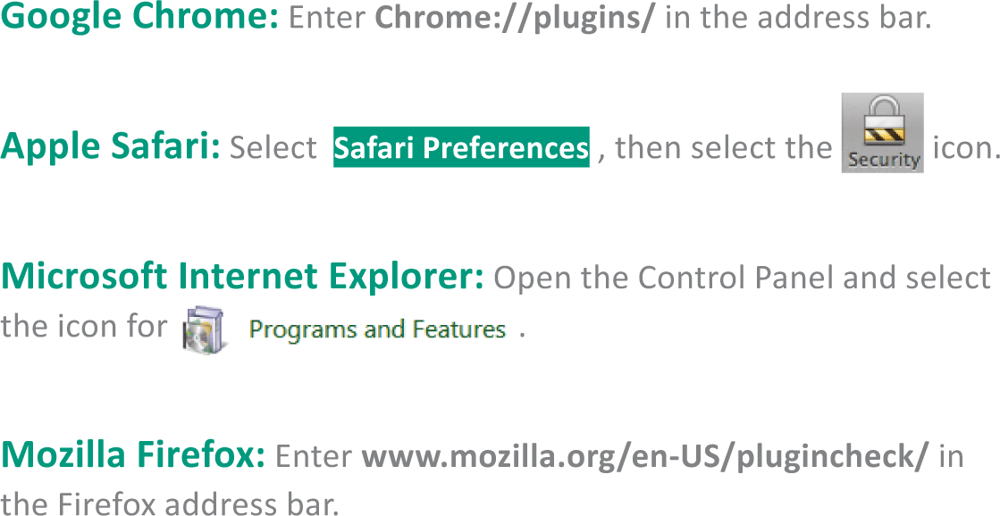 Google Chrome: Enter Chrome://plugins/ in the address bar.
Apple Safari: Select Safari Preferences , then select the Security icon.
Microsoft Internet Explorer: Open the Control Panel and select
the icon for Programs and Features .
Mozilla Firefox: Enter www.mozilla.org/en-US/plugincheck/ in
the Firefox address bar.